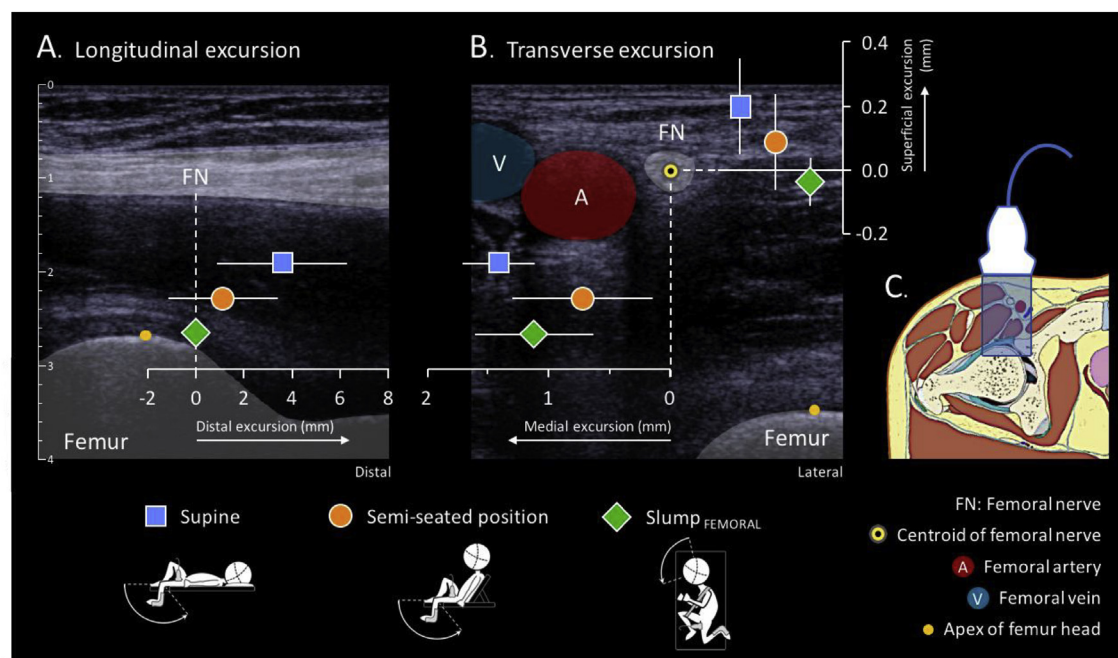 A. Longitudinal excursion
B. Transverse excursion
0
1
2
3
4
FN
-2 0 2 4 6 8
Distal excursion (mm)
Femur
Distal
V
A
FN
0.4
0.2
0.0
-0.2
Superficial excursion
(mm)
2 1 0
Medial excursion (mm)
Femur
Lateral
C.
Supine
Semi-seated position
Slump FEMORAL
FN: Femoral nerve
Centroid of femoral nerve
A Femoral artery
V Femoral vein
Apex of femur head